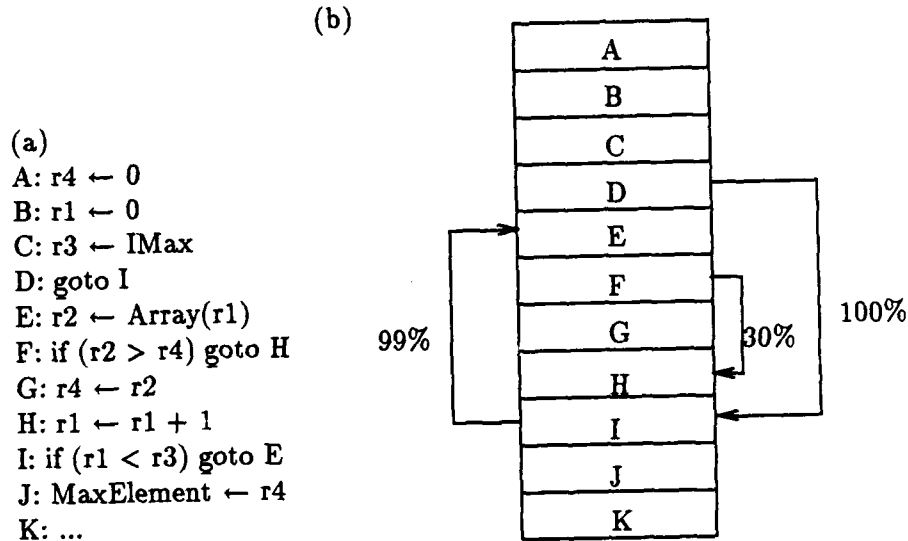 (a)
A: r4 ← 0
B: r1 ← 0
C: r3 ← IMax
D: goto I
E: r2 ← Array(r1)
F: if (r2 > r4) goto H
G: r4 ← r2
H: r1 ← r1 + 1
I: if (r1 < r3) goto E
J: MaxElement ← r4
K: ...
(b)
A
B
C
D
E
F
G
H
I
J
K
99%
30%
100%